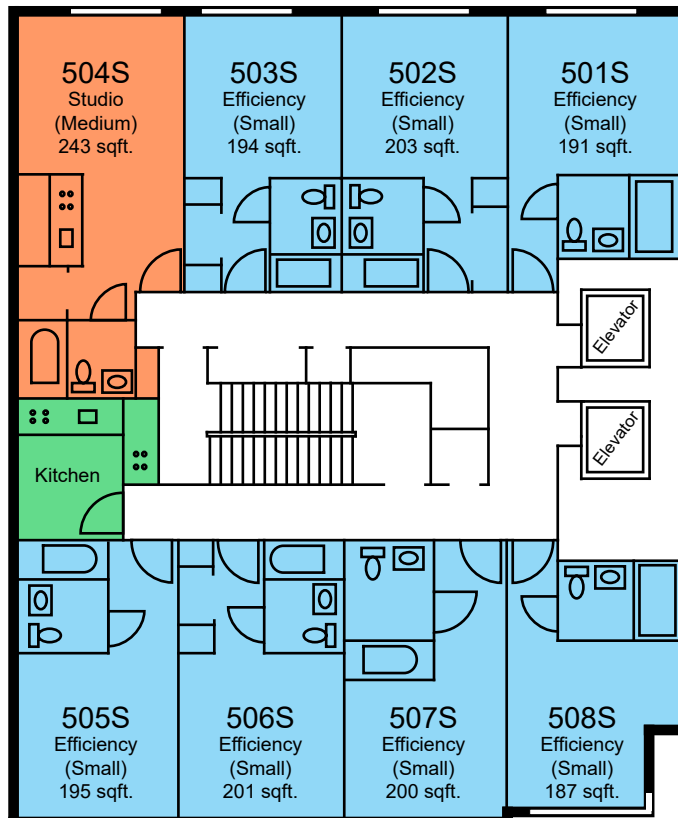 504S
Studio
(Medium)
243 sqft.
503S
Efficiency
(Small)
194 sqft.
502S
Efficiency
(Small)
203 sqft.
501S
Efficiency
(Small)
191 sqft.
Elevator
Elevator
Kitchen
505S
Efficiency
(Small)
195 sqft.
506S
Efficiency
(Small)
201 sqft.
507S
Efficiency
(Small)
200 sqft.
508S
Efficiency
(Small)
187 sqft.